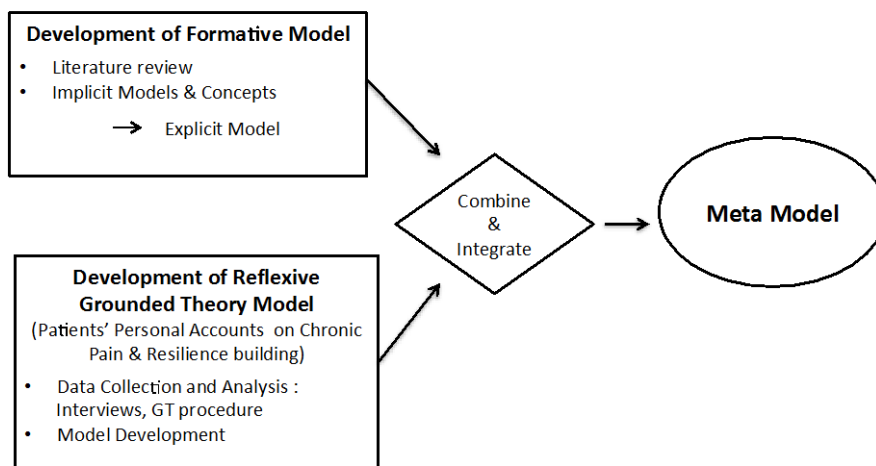 Development of Formative Model
• Literature review
• Implicit Models & Concepts
→ Explicit Model
Development of Reflexive
Grounded Theory Model
(Patients’ Personal Accounts on Chronic
Pain & Resilience building)
• Data Collection and Analysis :
Interviews, GT procedure
• Model Development
Combine
&
Integrate
Meta Model